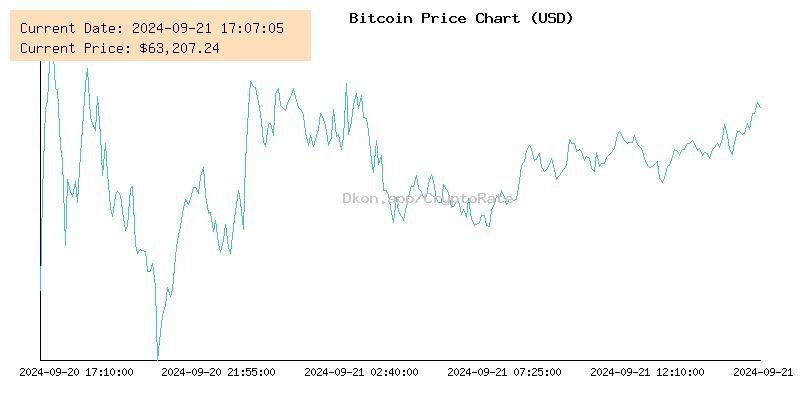 Bitcoin Price Chart (USD)
Current Date: 2024-09-21 17:07:05
Current Price: $63,207.24
Dkon.app/CryptoRate
2024-09-20 17:10:00
2024-09-20 21:55:00
2024-09-21 02:40:00
2024-09-21 07:25:00
2024-09-21 12:10:00
2024-09-21